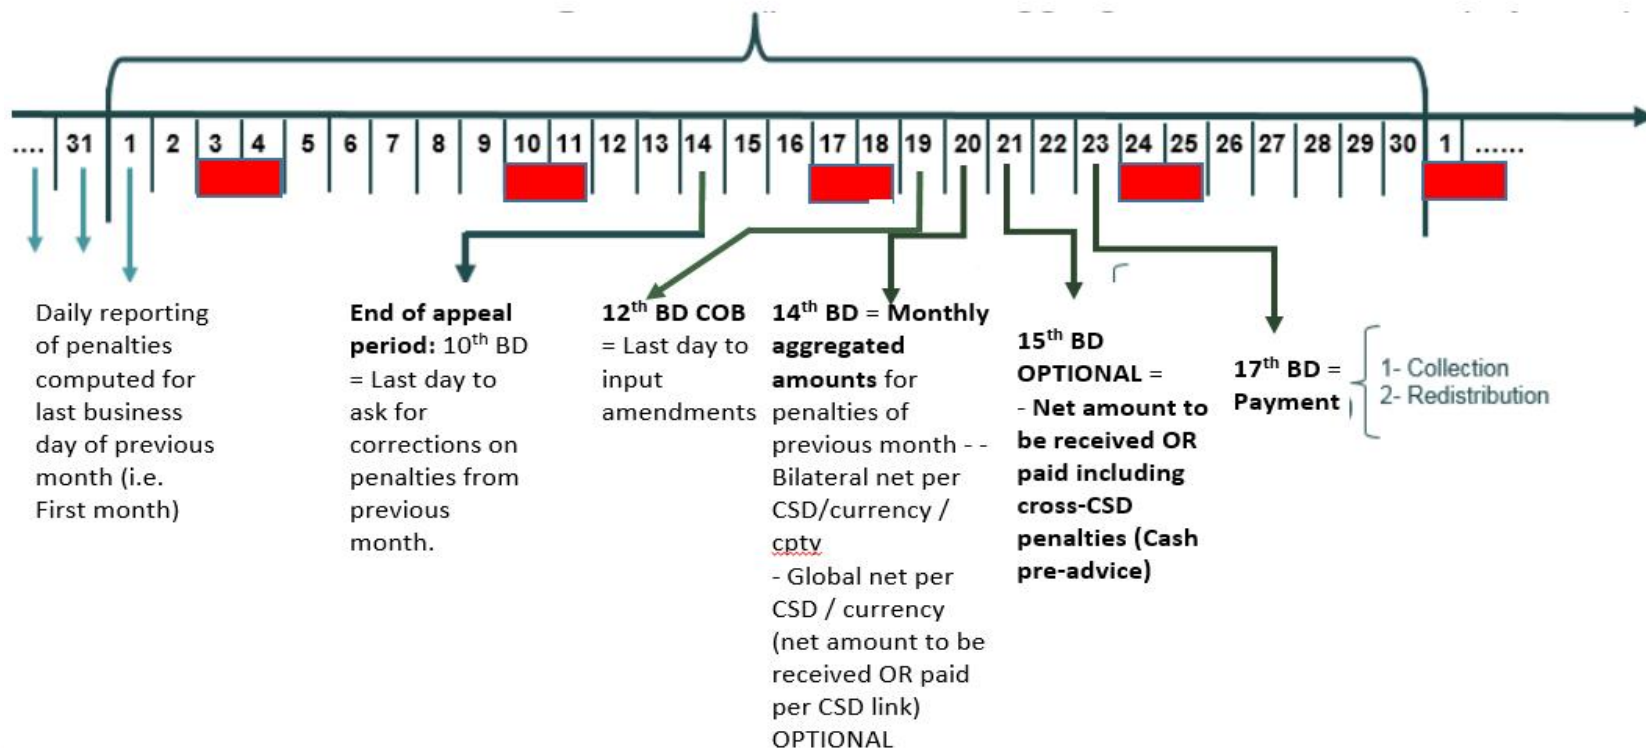 .... 31 1 2 3 4 5 6 7 8 9 10 11 12 13 14 15 16 17 18 19 20 21 22 23 24 25 26 27 28 29 30 1 ......
Daily reporting
of penalties
computed for
last business
day of previous
month (i.e.
First month)
End of appeal
period: 10th BD
= Last day to
ask for
corrections on
penalties from
previous
month.
12th BD COB
= Last day to
input
amendments
14th BD = Monthly
aggregated
amounts for
penalties of
previous month - -
Bilateral net per
CSD/currency /
cptv
- Global net per
CSD / currency
(net amount to be
received OR paid
per CSD link)
OPTIONAL
15th BD
OPTIONAL =
- Net amount to
be received OR
paid including
cross-CSD
penalties (Cash
pre-advice)
17th BD =
Payment
1- Collection
2- Redistribution